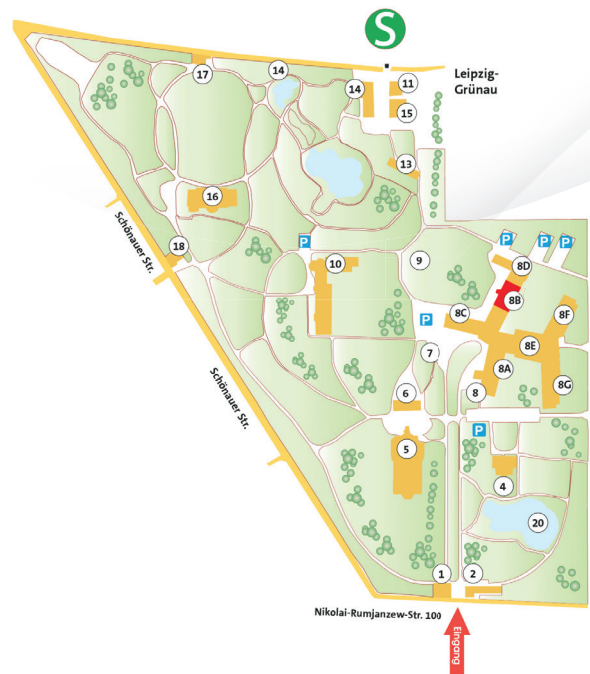 S
Leipzig-
Grünau
17
14
14
11
15
13
16
Schönauer Str.
18
P
10
9
P
P
P
8D
8B
8C
8F
P
7
8E
8A
8G
6
8
5
P
4
20
Schönauer Str.
1
2
Nikolai-Rumjanzew-Str. 100
Eingang